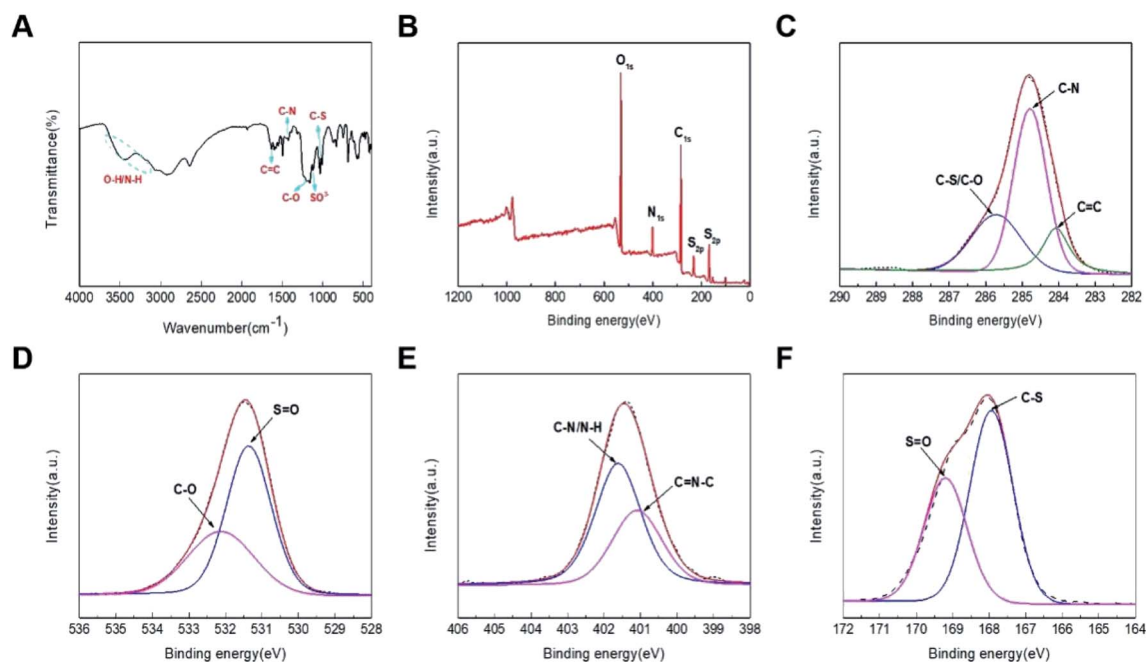 A
Transmittance(%)
O-H/N-H
C=C
C-N
C-O
SO³⁻
C-S
4000 3500 3000 2500 2000 1500 1000 500
Wavenumber(cm⁻¹)
B
Intensity(a.u.)
O1s
N1s
C1s
S2p
S2p
1200 1000 800 600 400 200 0
Binding energy(eV)
C
Intensity(a.u.)
C-N
C-S/C-O
C=C
290 289 288 287 286 285 284 283 282
Binding energy(eV)
D
Intensity(a.u.)
S=O
C-O
536 535 534 533 532 531 530 529 528
Binding energy(eV)
E
Intensity(a.u.)
C-N/N-H
C=N-C
406 405 404 403 402 401 400 399 398
Binding energy(eV)
F
Intensity(a.u.)
C-S
S=O
172 171 170 169 168 167 166 165 164
Binding energy(eV)